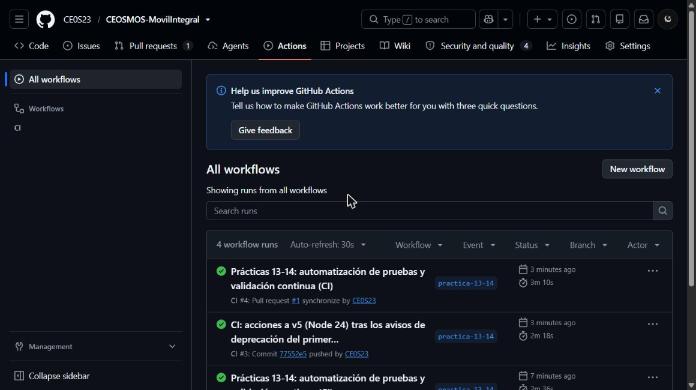 CE0S23 / CEOSMOS-MovilIntegral
Type / to search
Code
Issues
Pull requests 1
Agents
Actions
Projects
Wiki
Security and quality 4
Insights
Settings
All workflows
Workflows
CI
Management
Collapse sidebar
Help us improve GitHub Actions
Tell us how to make GitHub Actions work better for you with three quick questions.
Give feedback
All workflows
New workflow
Showing runs from all workflows
Search runs
4 workflow runs
Auto-refresh: 30s
Workflow
Event
Status
Branch
Actor
Prácticas 13-14: automatización de pruebas y
validación continua (CI)
CI #4: Pull request #1 synchronize by CE0S23
practica-13-14
3 minutes ago
3m 10s
CI: acciones a v5 (Node 24) tras los avisos de
deprecación del primer...
CI #3: Commit 77552e5 pushed by CE0S23
practica-13-14
3 minutes ago
2m 18s
Prácticas 13-14: automatización de pruebas y
practica-13-14
7 minutes ago